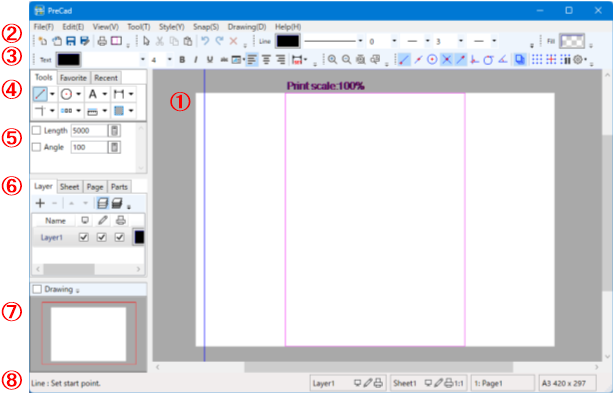 PreCad
File(F) Edit(E) View(V) Tool(T) Style(Y) Snap(S) Drawing(D) Help(H)
② Line 0 3 Fill
③ Text 4 B I U abc
Tools Favorite Recent
Print scale:100%
④ A
①
⑤ Length 5000
Angle 100
⑥ Layer Sheet Page Parts
Name
Layer1
Drawing
⑦
⑧ Line : Set start point. Layer1 Sheet1 1:1 1: Page1 A3 420 x 297